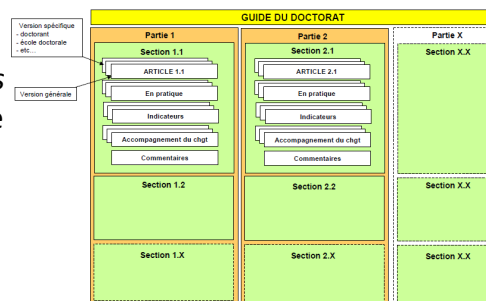 GUIDE DU DOCTORAT
Version spécifique
- doctorant
- école doctorale
- etc...
Version générale
s
e
Partie 1
Section 1.1
ARTICLE 1.1
En pratique
Indicateurs
Accompagnement du chgt
Commentaires
Section 1.2
Section 1.X
Partie 2
Section 2.1
ARTICLE 2.1
En pratique
Indicateurs
Accompagnement du chgt
Commentaires
Section 2.2
Section 2.X
Partie X
Section X.X
Section X.X
Section X.X